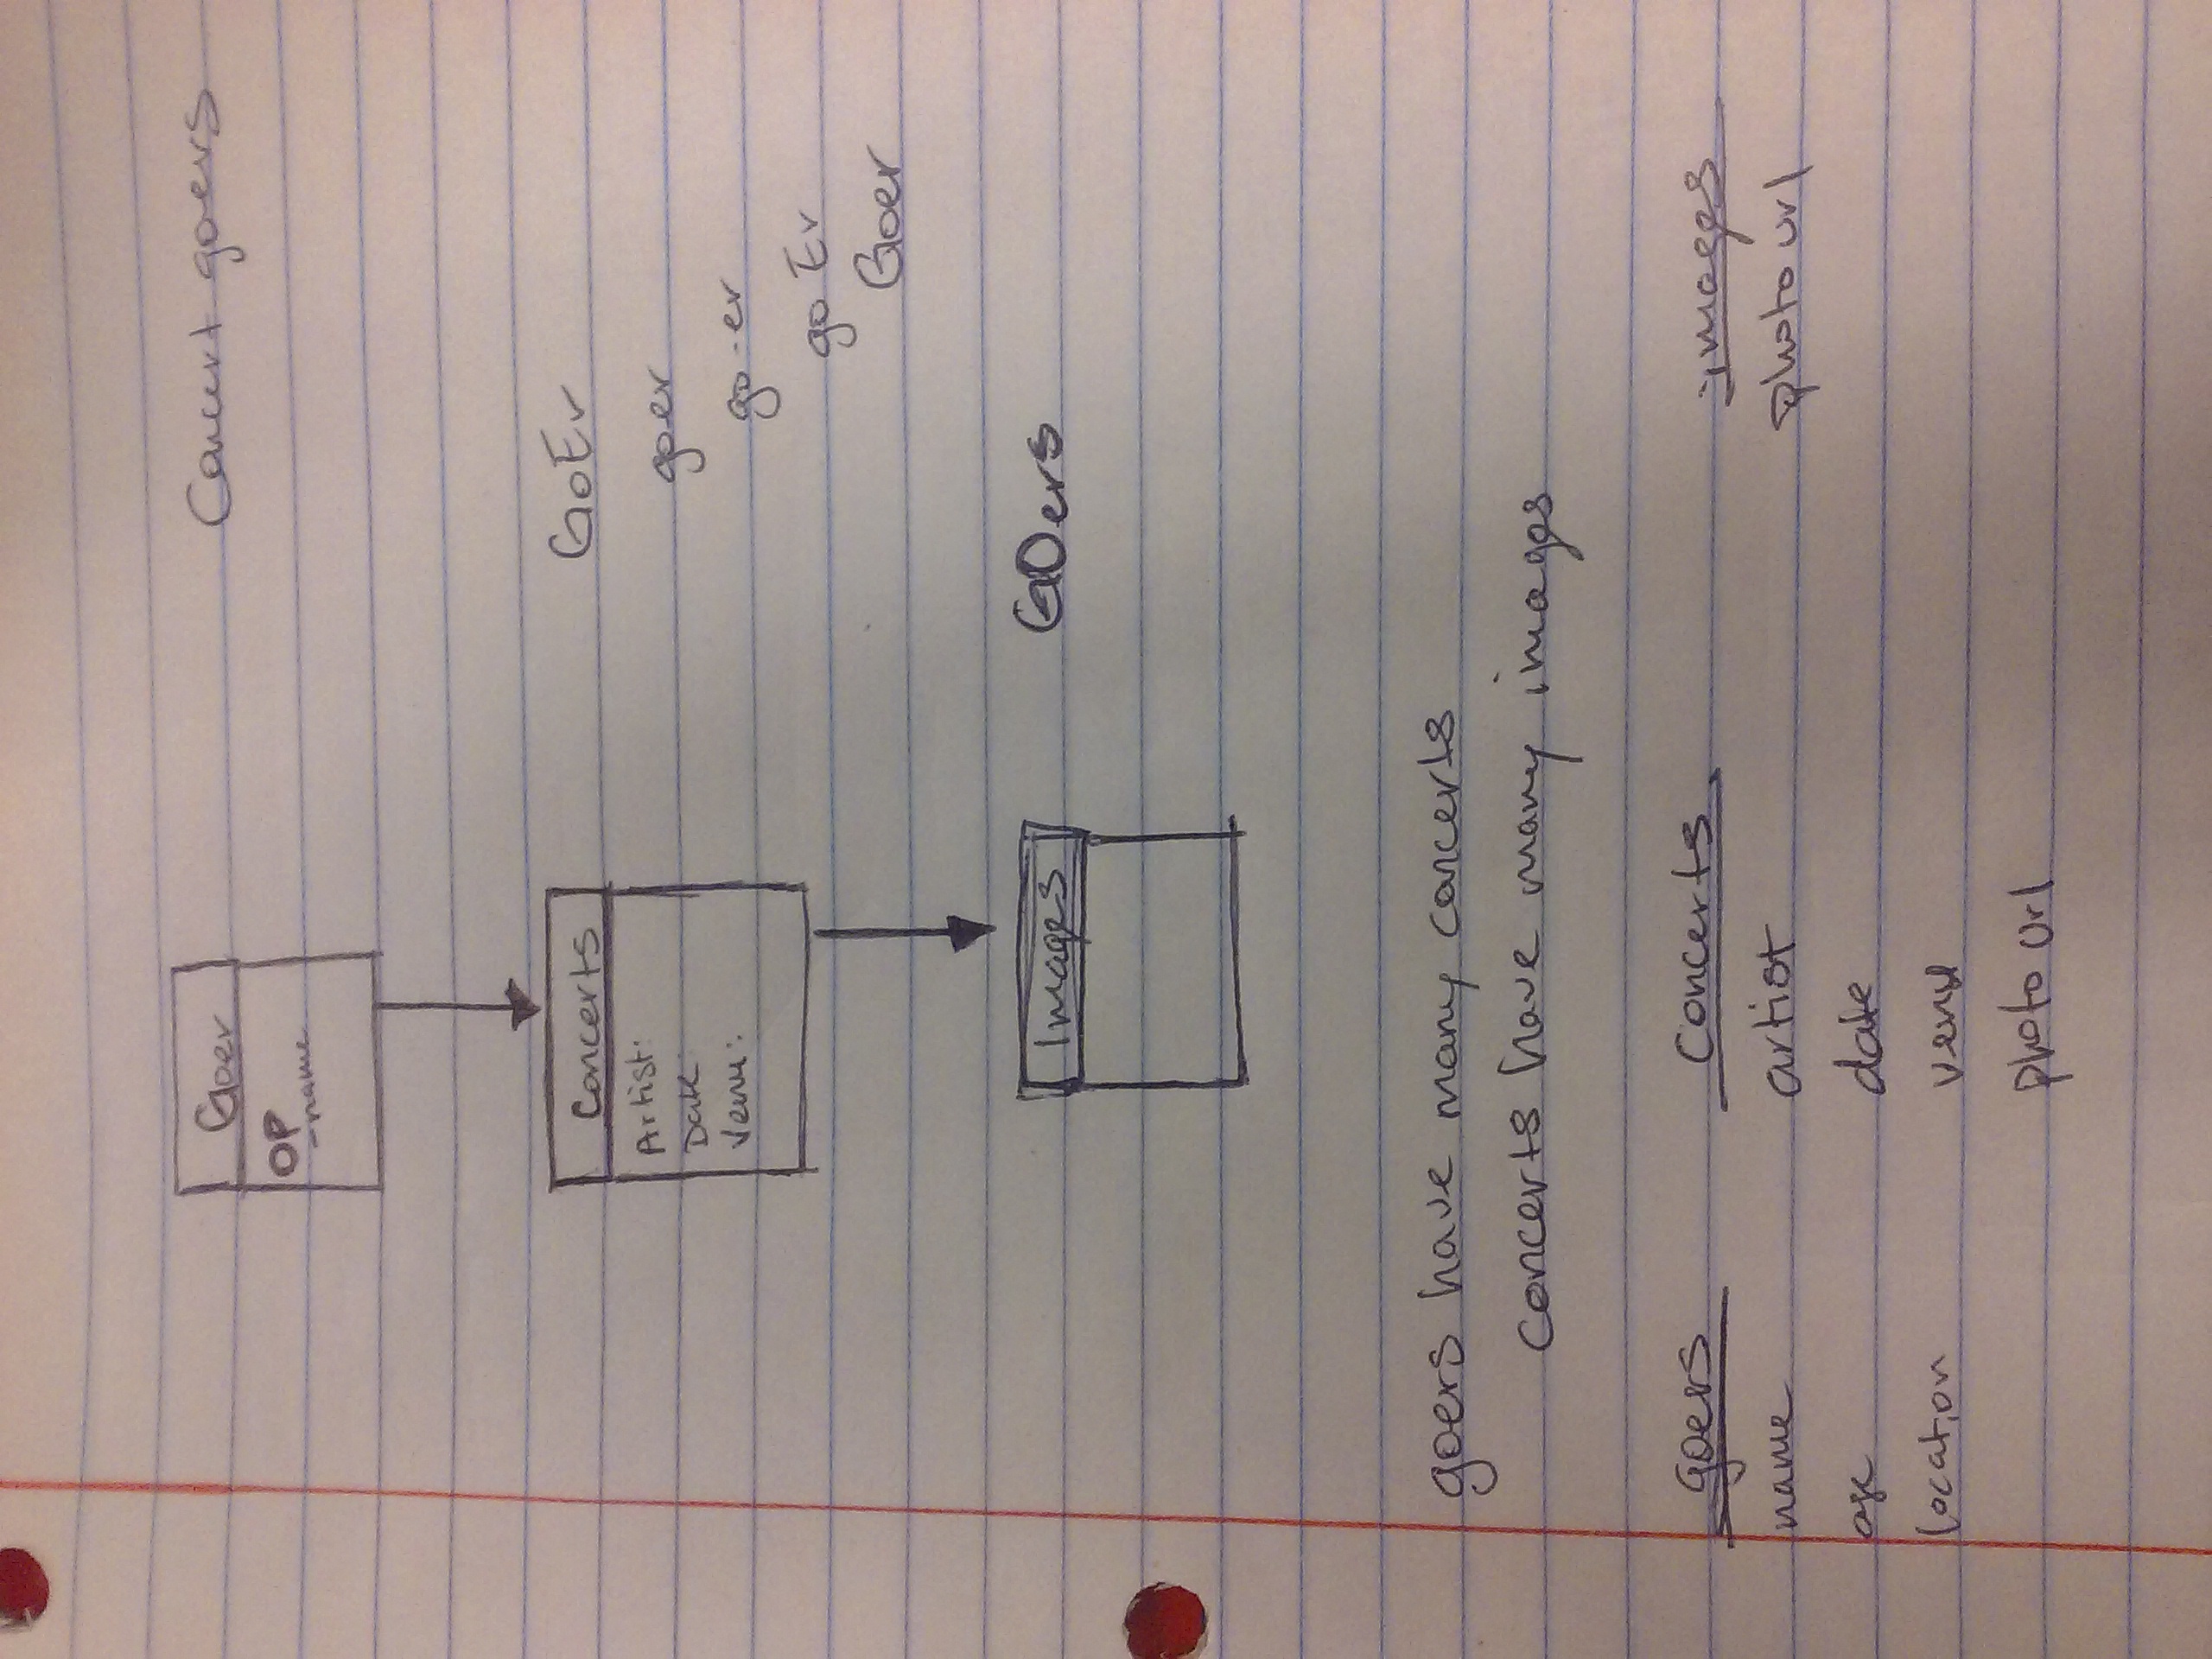 Goer
Concert goers
OP
-name
Concerts
Artist:
Date:
Venu:
GoEr
goer
go-er
go Er
Goer
Images
GOers
goers have many concerts
concerts have many images
goers concerts images
name artist photo url
age date
location venue
photo url